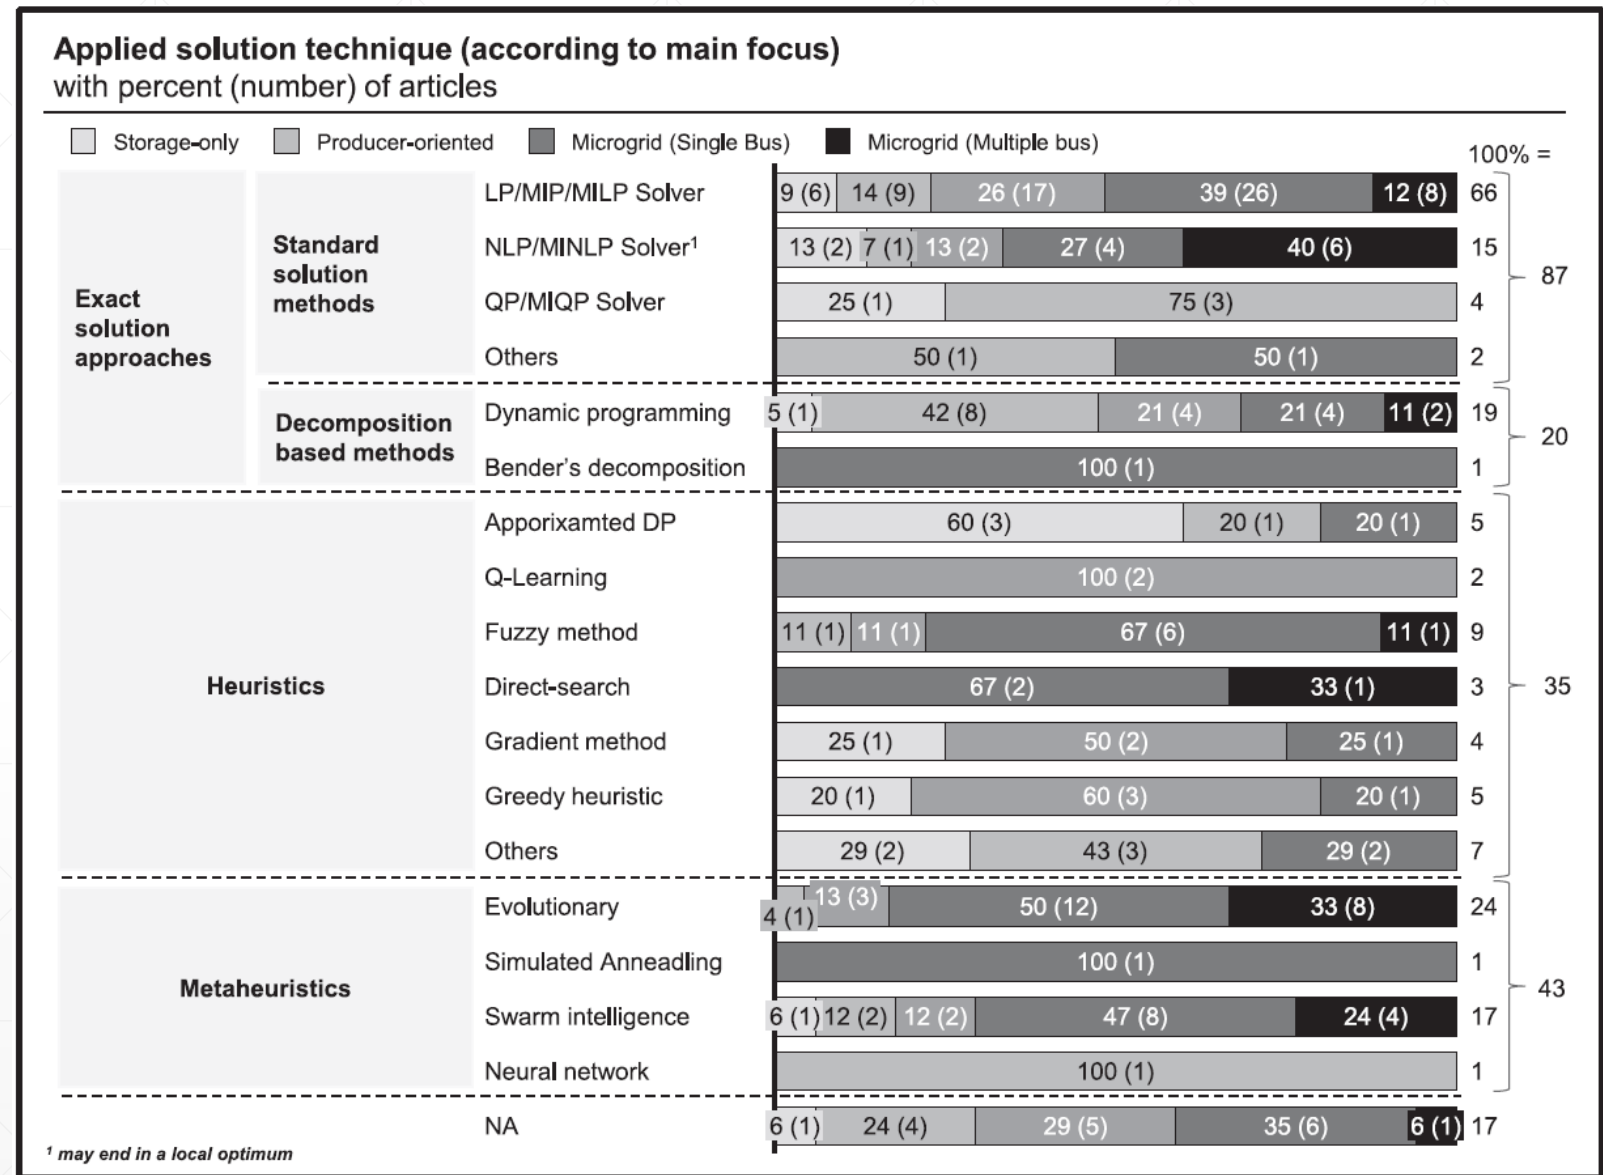 Applied solution technique (according to main focus)
with percent (number) of articles
Storage-only Producer-oriented Microgrid (Single Bus) Microgrid (Multiple bus)
100% =
Exact
solution
approaches
Standard
solution
methods
LP/MIP/MILP Solver 9 (6) 14 (9) 26 (17) 39 (26) 12 (8) 66
NLP/MINLP Solver¹ 13 (2) 7 (1) 13 (2) 27 (4) 40 (6) 15
QP/MIQP Solver 25 (1) 75 (3) 4
Others 50 (1) 50 (1) 2
87
Decomposition
based methods
Dynamic programming 5 (1) 42 (8) 21 (4) 21 (4) 11 (2) 19
Bender's decomposition 100 (1) 1
20
Heuristics
Apporixamted DP 60 (3) 20 (1) 20 (1) 5
Q-Learning 100 (2) 2
Fuzzy method 11 (1) 11 (1) 67 (6) 11 (1) 9
Direct-search 67 (2) 33 (1) 3
Gradient method 25 (1) 50 (2) 25 (1) 4
Greedy heuristic 20 (1) 60 (3) 20 (1) 5
Others 29 (2) 43 (3) 29 (2) 7
35
Metaheuristics
Evolutionary 4 (1) 13 (3) 50 (12) 33 (8) 24
Simulated Anneadling 100 (1) 1
Swarm intelligence 6 (1) 12 (2) 12 (2) 47 (8) 24 (4) 17
Neural network 100 (1) 1
43
NA 6 (1) 24 (4) 29 (5) 35 (6) 6 (1) 17
¹ may end in a local optimum